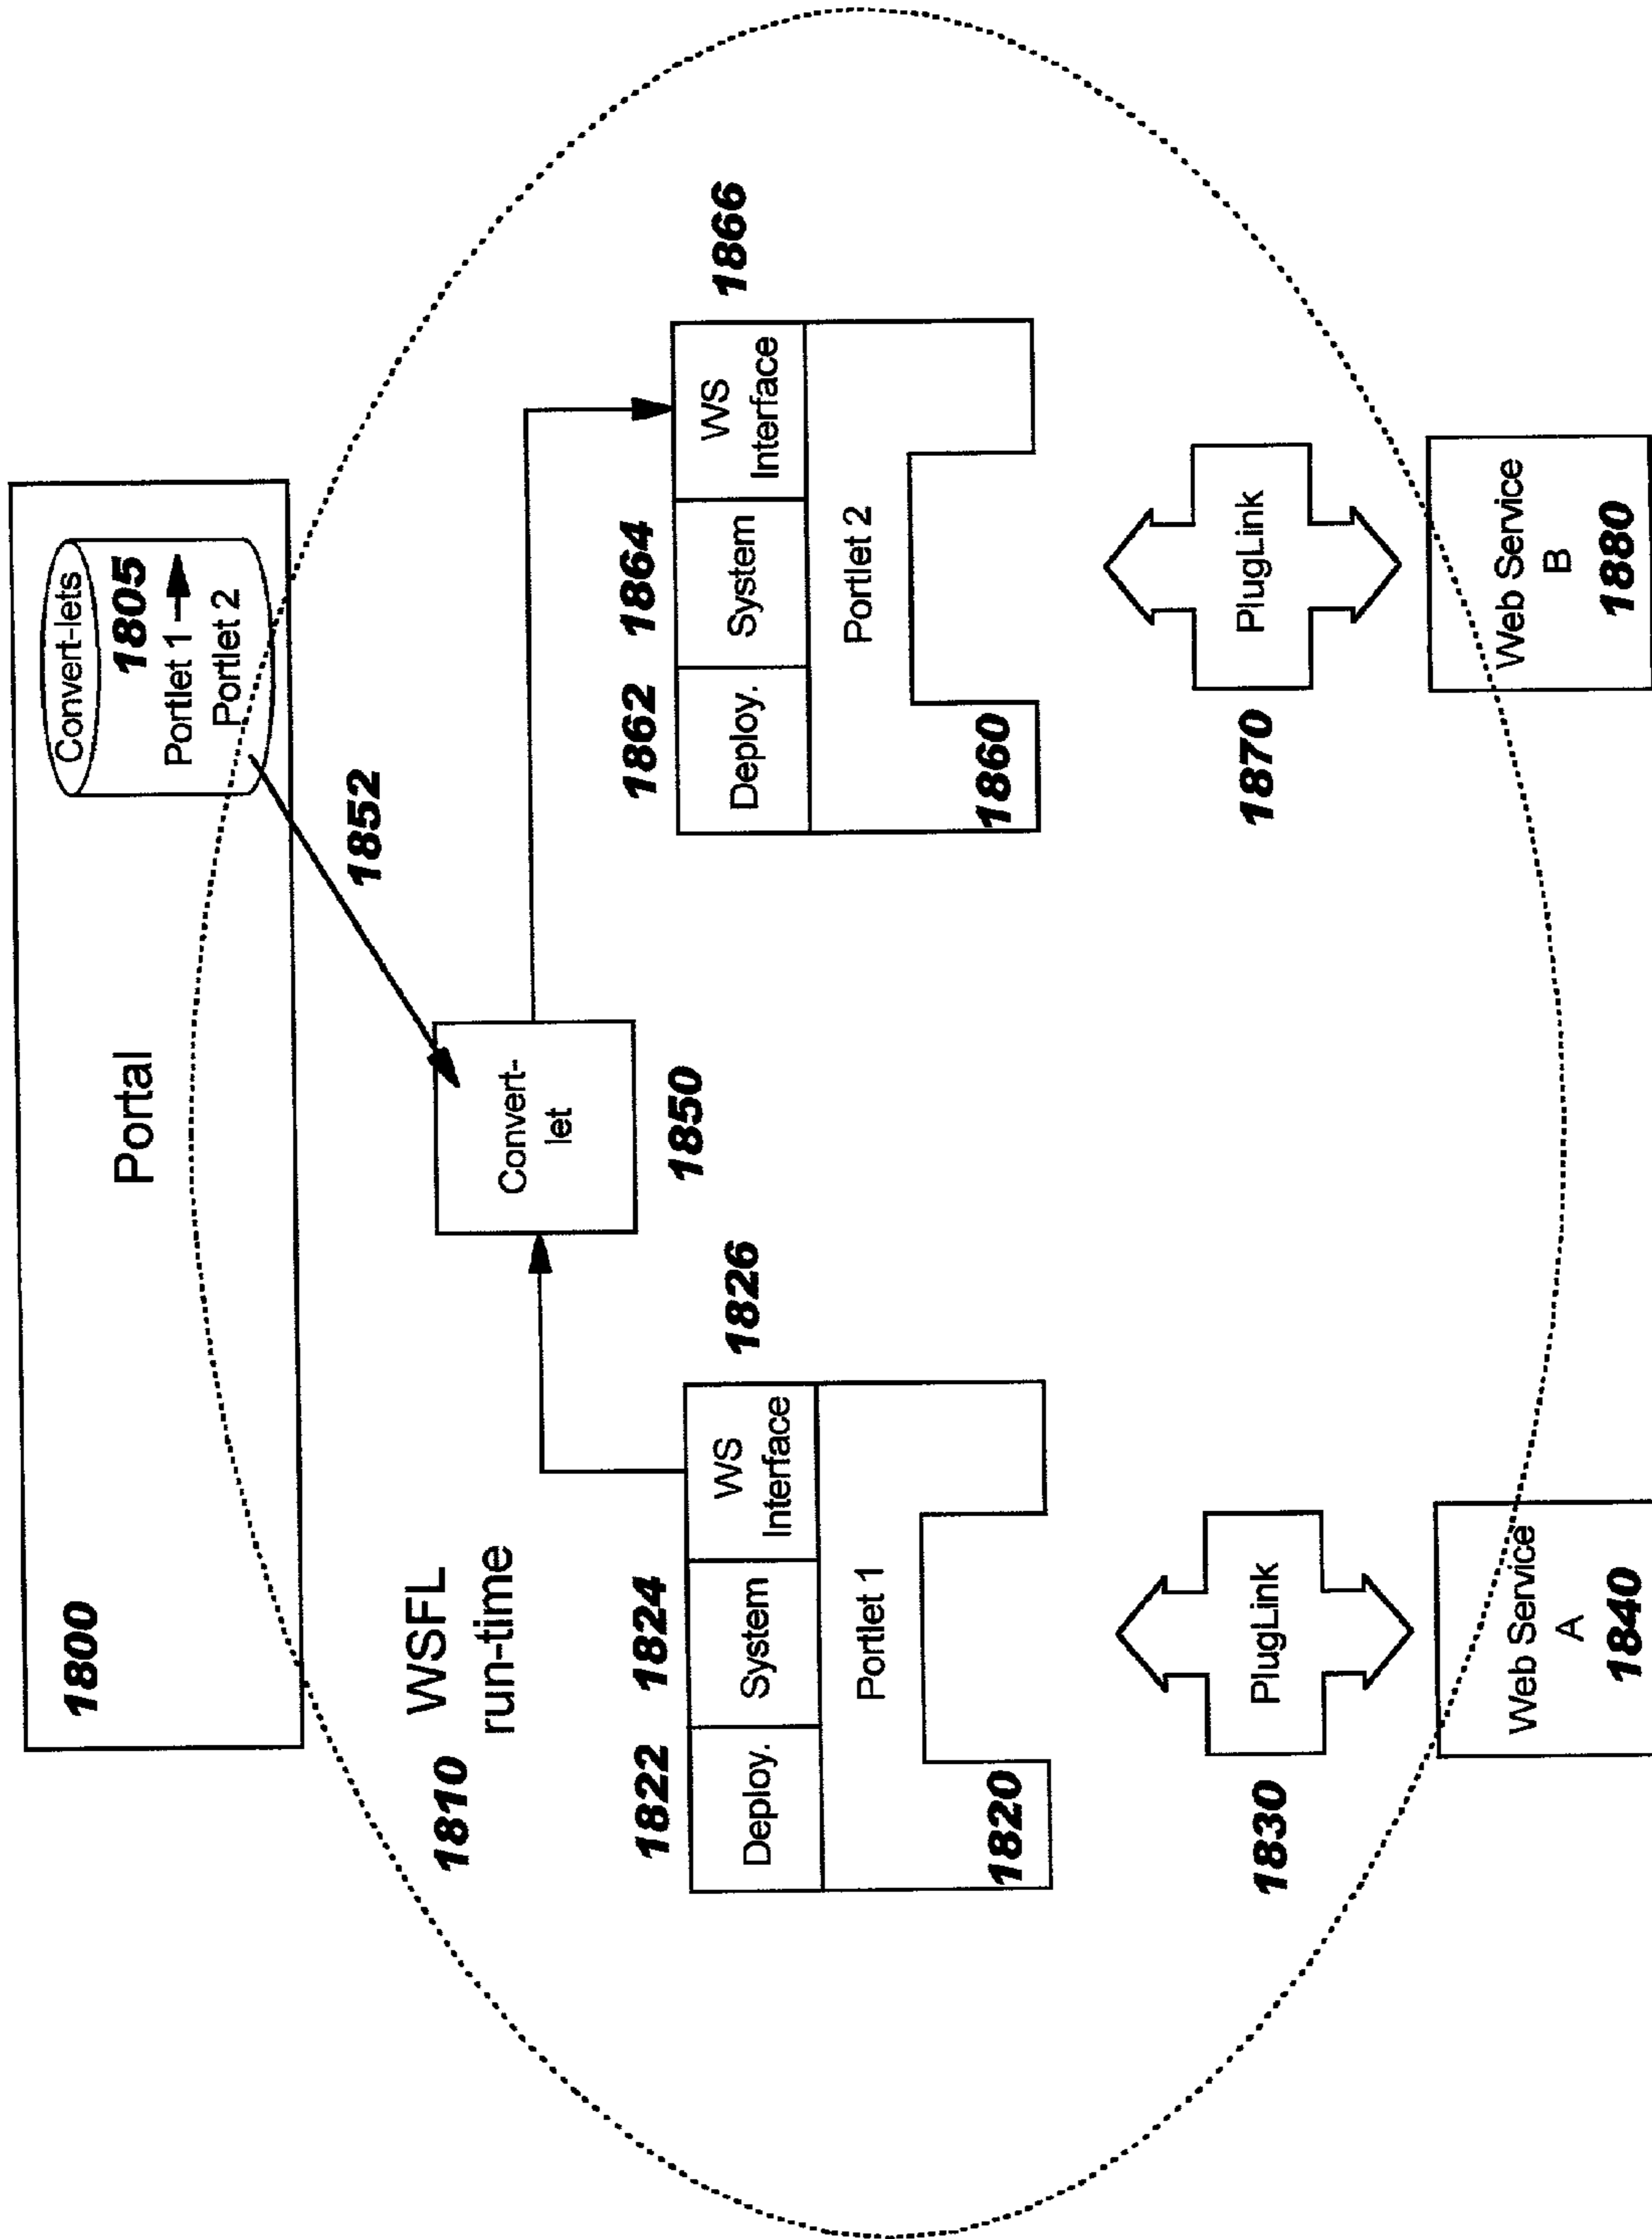 1800
Portal
Convert-lets
1805
Portlet 1
Portlet 2
1852
1810
WSFL
run-time
Convert-
let
1850
1822
1824
1826
Deploy.
System
WS
Interface
Portlet 1
1820
1862
1864
1866
Deploy.
System
WS
Interface
Portlet 2
1860
1830
PlugLink
1870
PlugLink
Web Service
A
1840
Web Service
B
1880